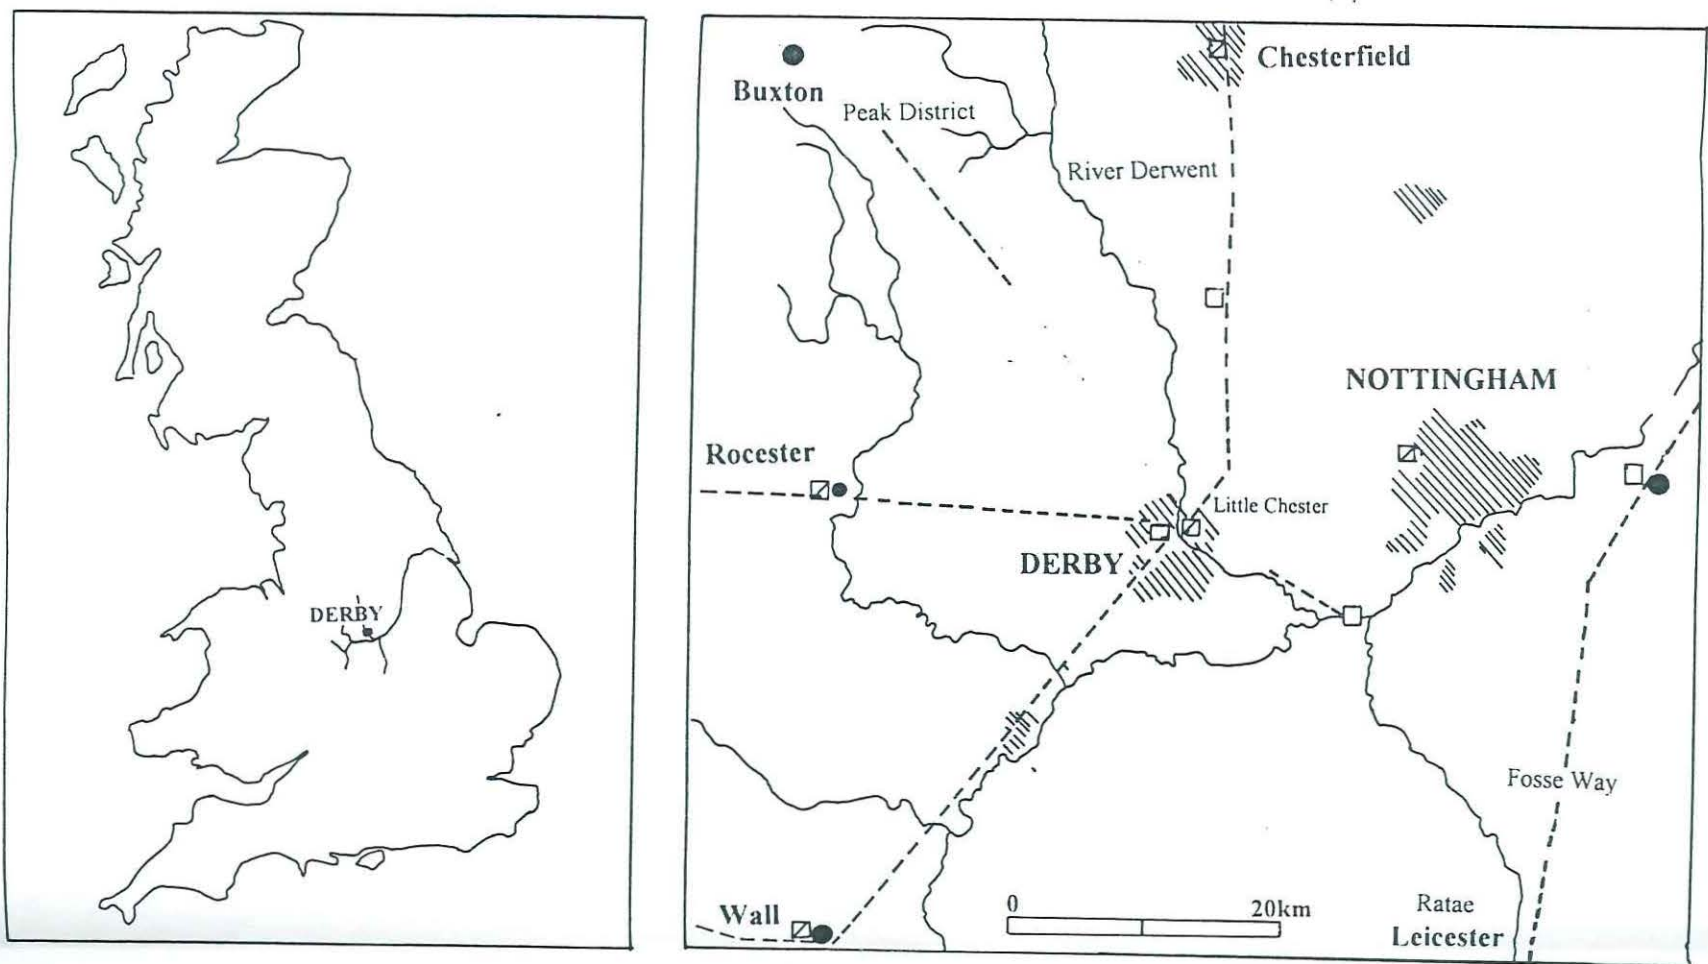 DERBY
Chesterfield
Buxton
Peak District
River Derwent
NOTTINGHAM
Rocester
Little Chester
DERBY
Fosse Way
Wall
0 20km
Ratae
Leicester